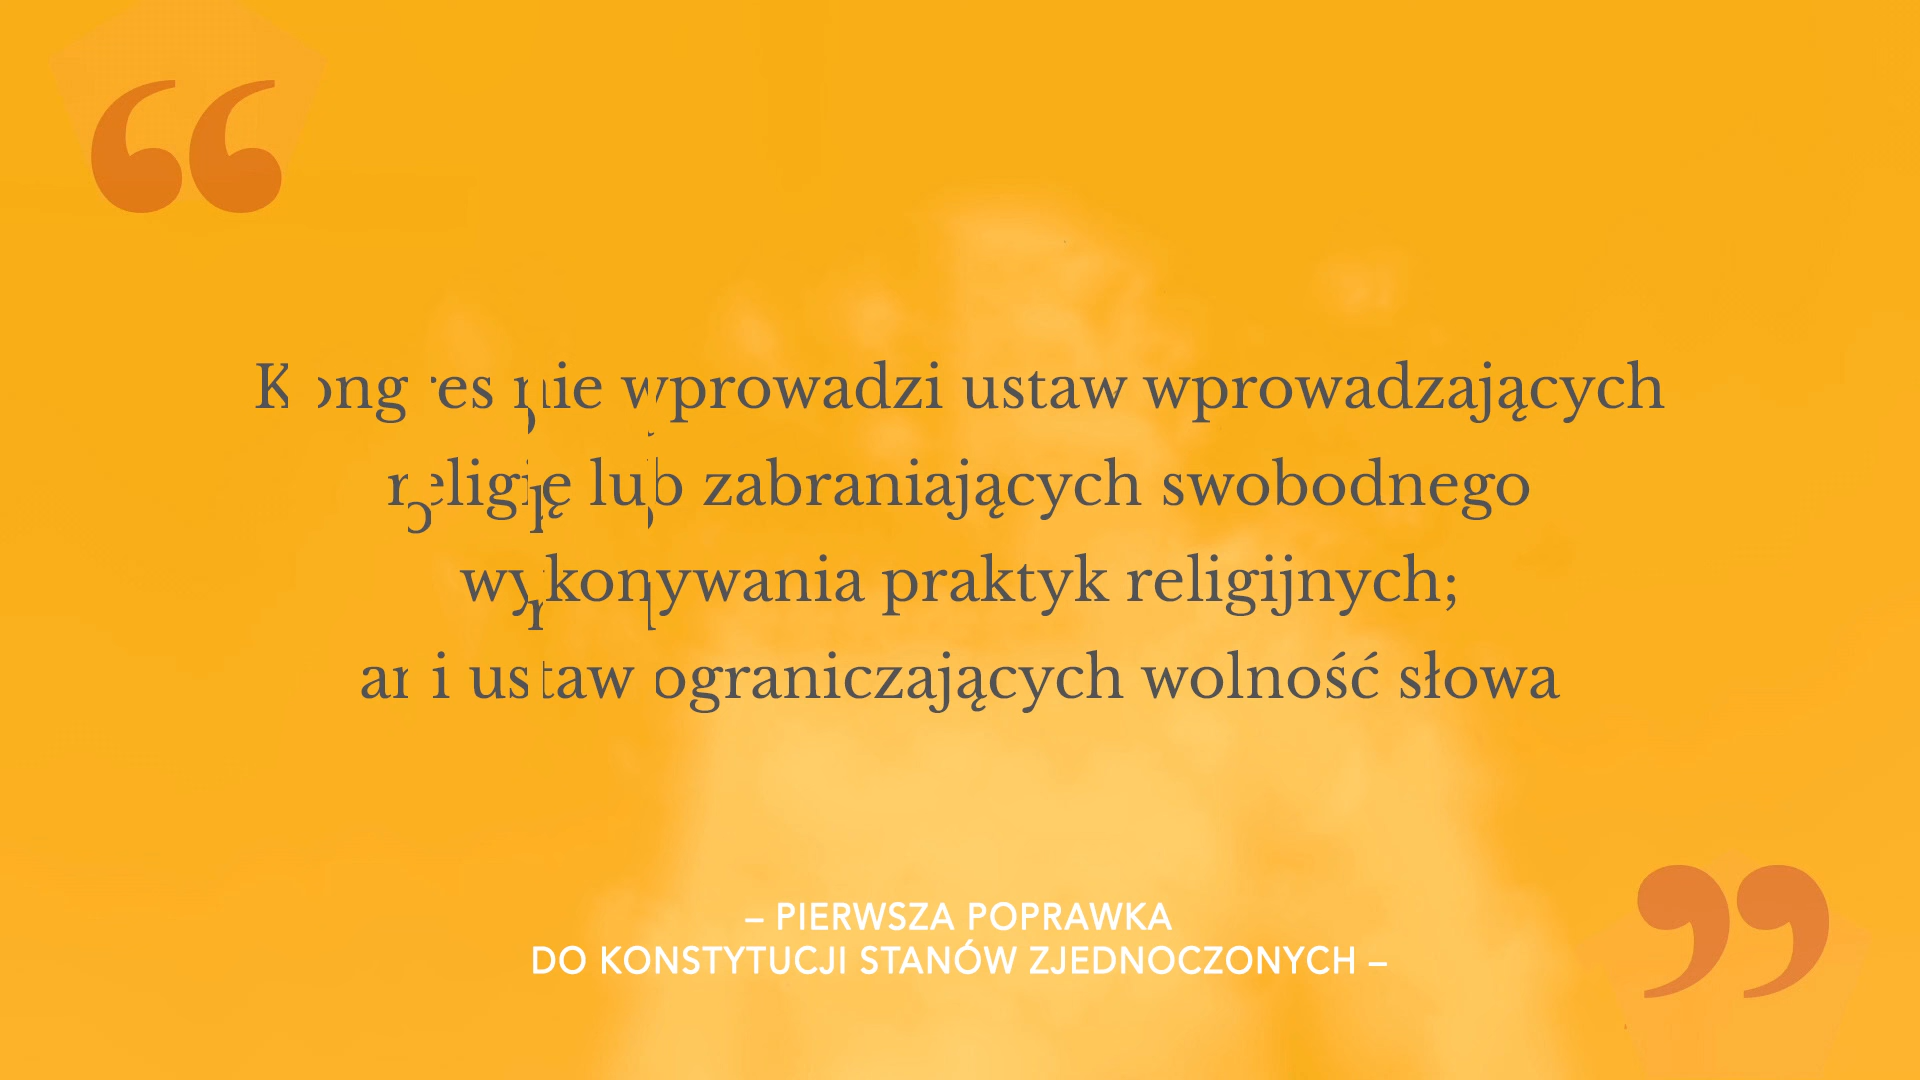 “
Kongres nie wprowadzi ustaw wprowadzających
religię lub zabraniających swobodnego
wykonywania praktyk religijnych;
ani ustaw ograniczających wolność słowa
”
– PIERWSZA POPRAWKA
DO KONSTYTUCJI STANÓW ZJEDNOCZONYCH –